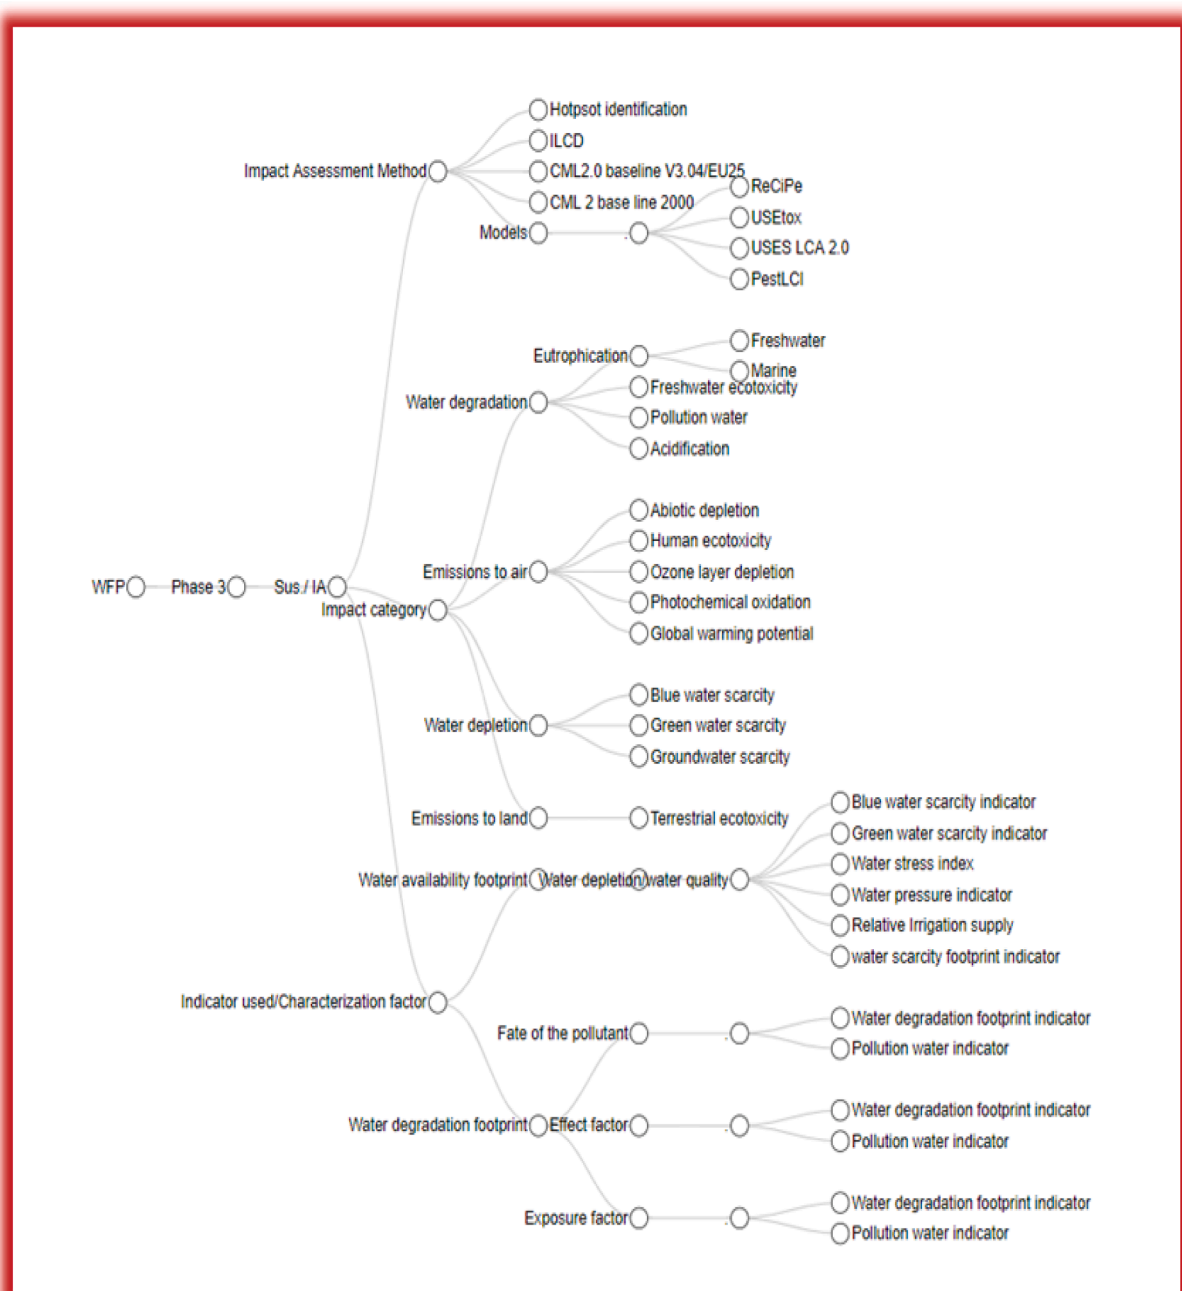 Hotpsot identification
ILCD
Impact Assessment Method
CML2.0 baseline V3.04/EU25
ReCiPe
CML 2 base line 2000
USEtox
Models
.
USES LCA 2.0
PestLCI
Freshwater
Eutrophication
Marine
Freshwater ecotoxicity
Water degradation
Pollution water
Acidification
Abiotic depletion
Human ecotoxicity
Emissions to air
Ozone layer depletion
WFP
Phase 3
Sus./ IA
Photochemical oxidation
Impact category
Global warming potential
Blue water scarcity
Water depletion
Green water scarcity
Groundwater scarcity
Blue water scarcity indicator
Emissions to land
Terrestrial ecotoxicity
Green water scarcity indicator
Water stress index
Water availability footprint
Water depletion/water quality
Water pressure indicator
Relative Irrigation supply
water scarcity footprint indicator
Indicator used/Characterization factor
Water degradation footprint indicator
Fate of the pollutant
.
Pollution water indicator
Water degradation footprint indicator
Water degradation footprint
Effect factor
.
Pollution water indicator
Water degradation footprint indicator
Exposure factor
.
Pollution water indicator